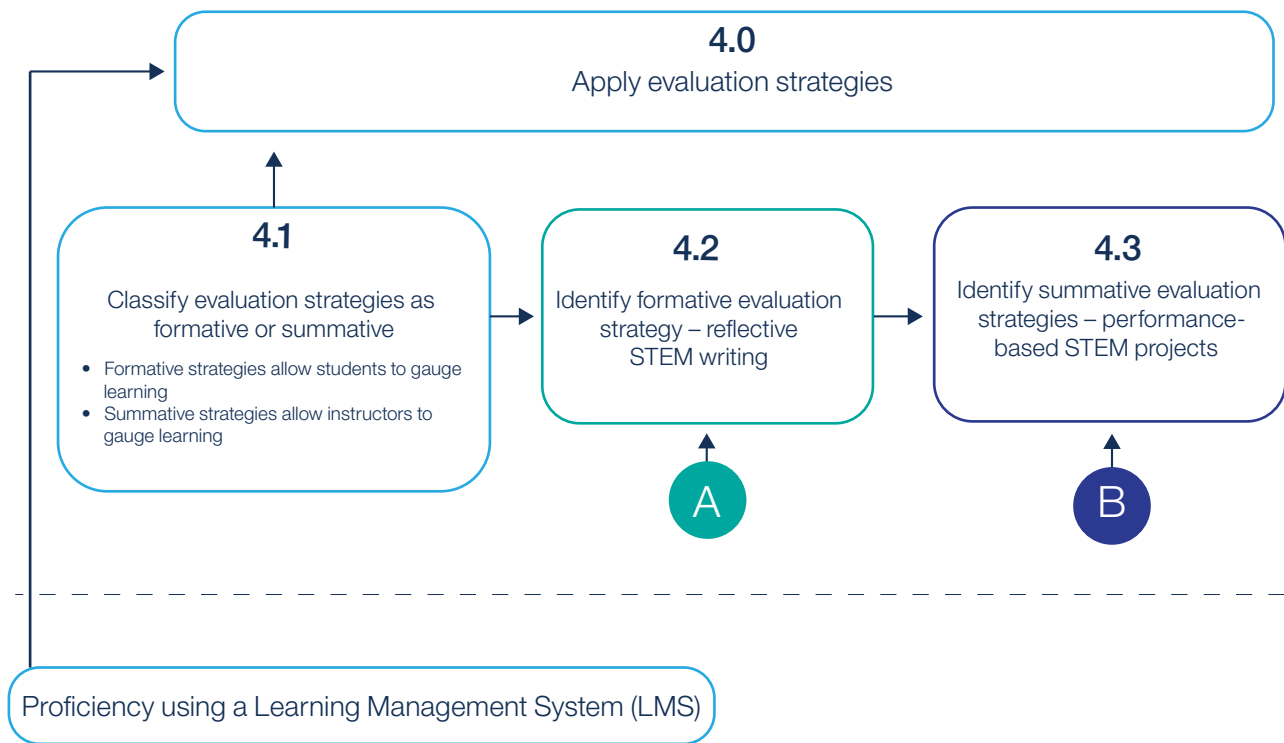 4.0
Apply evaluation strategies
4.1
Classify evaluation strategies as
formative or summative
• Formative strategies allow students to gauge
learning
• Summative strategies allow instructors to
gauge learning
4.2
Identify formative evaluation
strategy – reflective
STEM writing
4.3
Identify summative evaluation
strategies – performance-
based STEM projects
A
B
Proficiency using a Learning Management System (LMS)